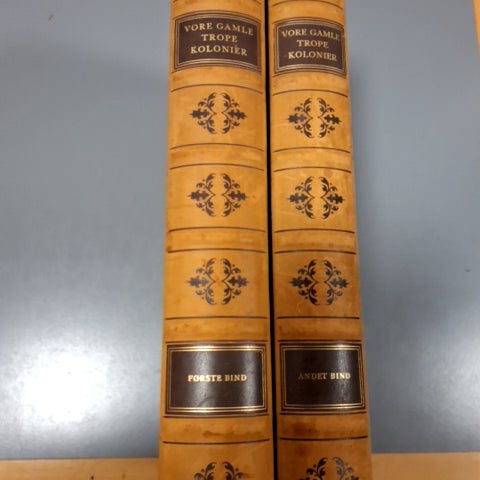 VORE GAMLE
TROPE
KOLONIER
FØRSTE BIND
VORE GAMLE
TROPE
KOLONIER
ANDET BIND